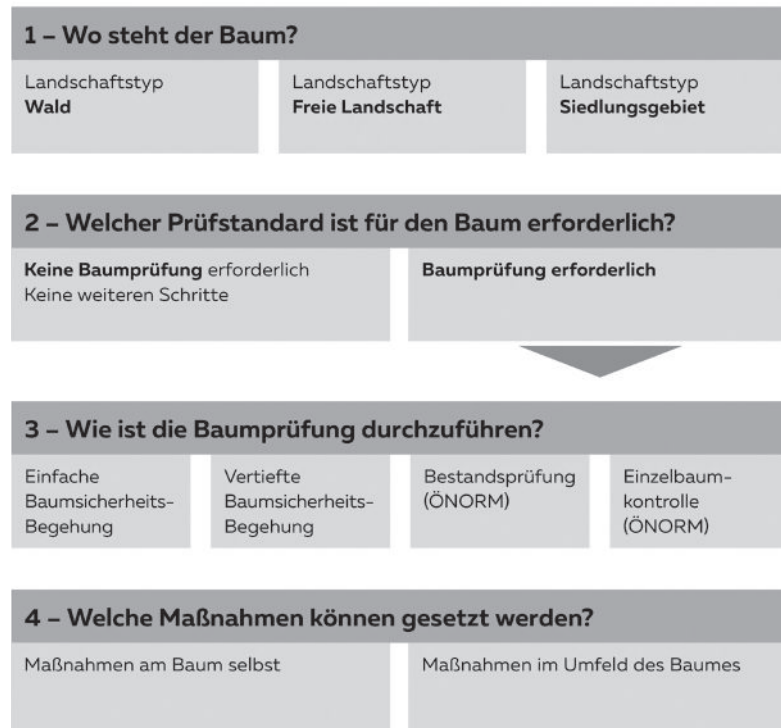 1 – Wo steht der Baum?
Landschaftstyp
Wald
Landschaftstyp
Freie Landschaft
Landschaftstyp
Siedlungsgebiet
2 – Welcher Prüfstandard ist für den Baum erforderlich?
Keine Baumprüfung erforderlich
Keine weiteren Schritte
Baumprüfung erforderlich
3 – Wie ist die Baumprüfung durchzuführen?
Einfache
Baumsicherheits-
Begehung
Vertiefte
Baumsicherheits-
Begehung
Bestandsprüfung
(ÖNORM)
Einzelbaum-
kontrolle
(ÖNORM)
4 – Welche Maßnahmen können gesetzt werden?
Maßnahmen am Baum selbst
Maßnahmen im Umfeld des Baumes